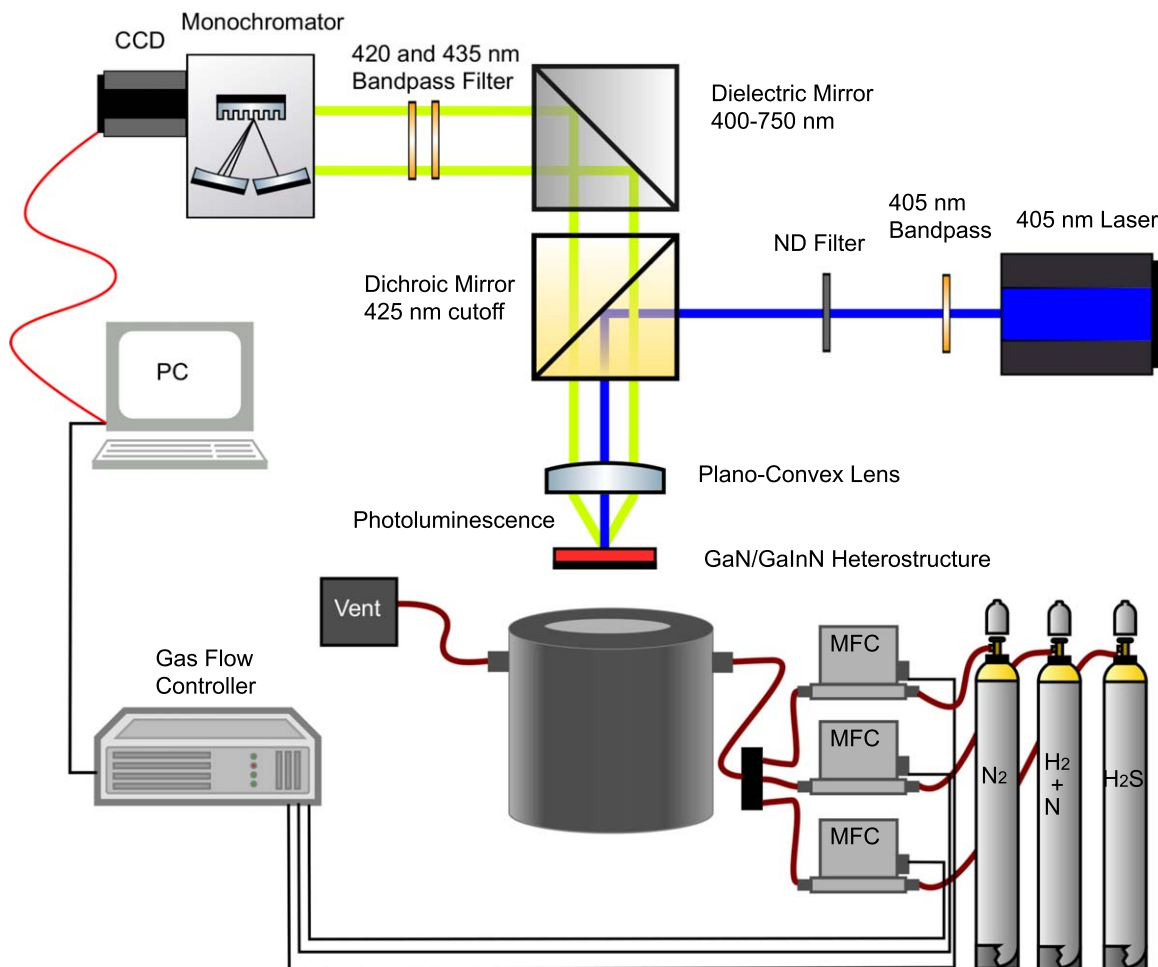 Monochromator
CCD
420 and 435 nm
Bandpass Filter
Dielectric Mirror
400-750 nm
405 nm
Bandpass
405 nm Laser
ND Filter
Dichroic Mirror
425 nm cutoff
PC
Plano-Convex Lens
Photoluminescence
GaN/GaInN Heterostructure
Vent
MFC
Gas Flow
Controller
MFC
N2
H2
+
N
H2S
MFC